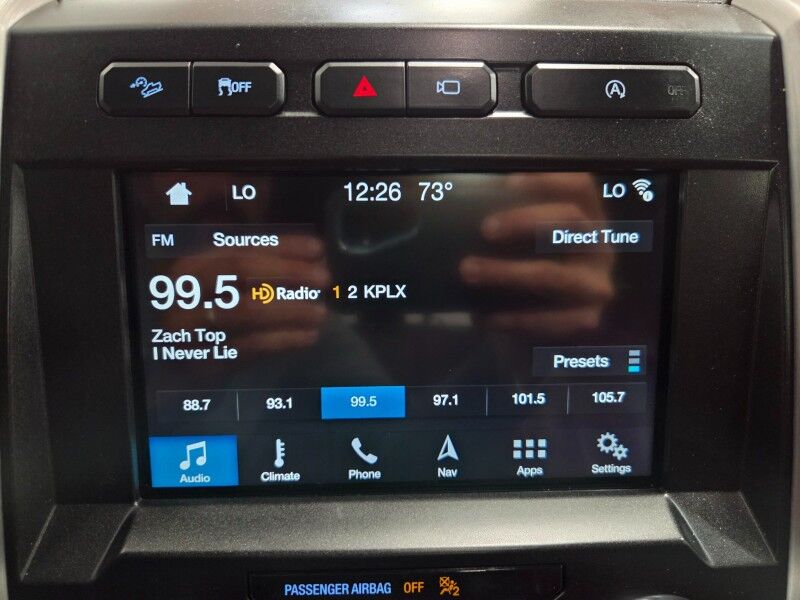 OFF
A OFF
LO 12:26 73° LO
FM Sources Direct Tune
99.5 HD Radio 1 2 KPLX
Zach Top
I Never Lie
Presets
88.7 93.1 99.5 97.1 101.5 105.7
Audio Climate Phone Nav Apps Settings
PASSENGER AIRBAG OFF 2